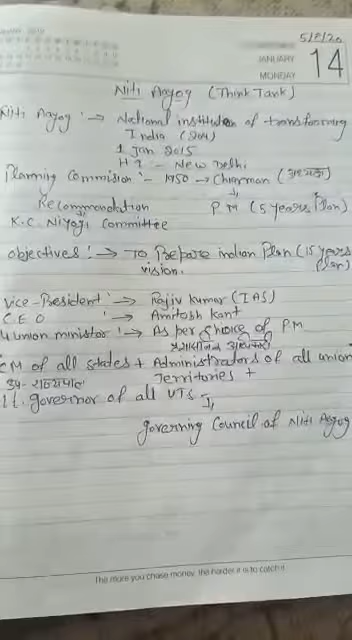 5/8/20
JANUARY
MONDAY 14
Niti Aayog (Think Tank)
Niti Aayog :→ National institution of transforming
India
1 Jan 2015
HQ :- New Delhi
Planning Commision :- 1950 → Chairman (अध्यक्ष)
↓
Recommendation P.M (5 years Plan)
K.C. Niyogi Committee
objectives :→ To Prepare indian Plan (15 years Plan)
vision.
Vice-President :→ Rajiv Kumar (IAS)
C.E.O :→ Amitabh Kant
4 union minister :→ As per choice of PM
CM of all states + Administrators of all union
Territories +
उप-राज्यपाल
Lt. governor of all UTs
governing Council of Niti Aayog
The more you chase money, the harder it is to catch it